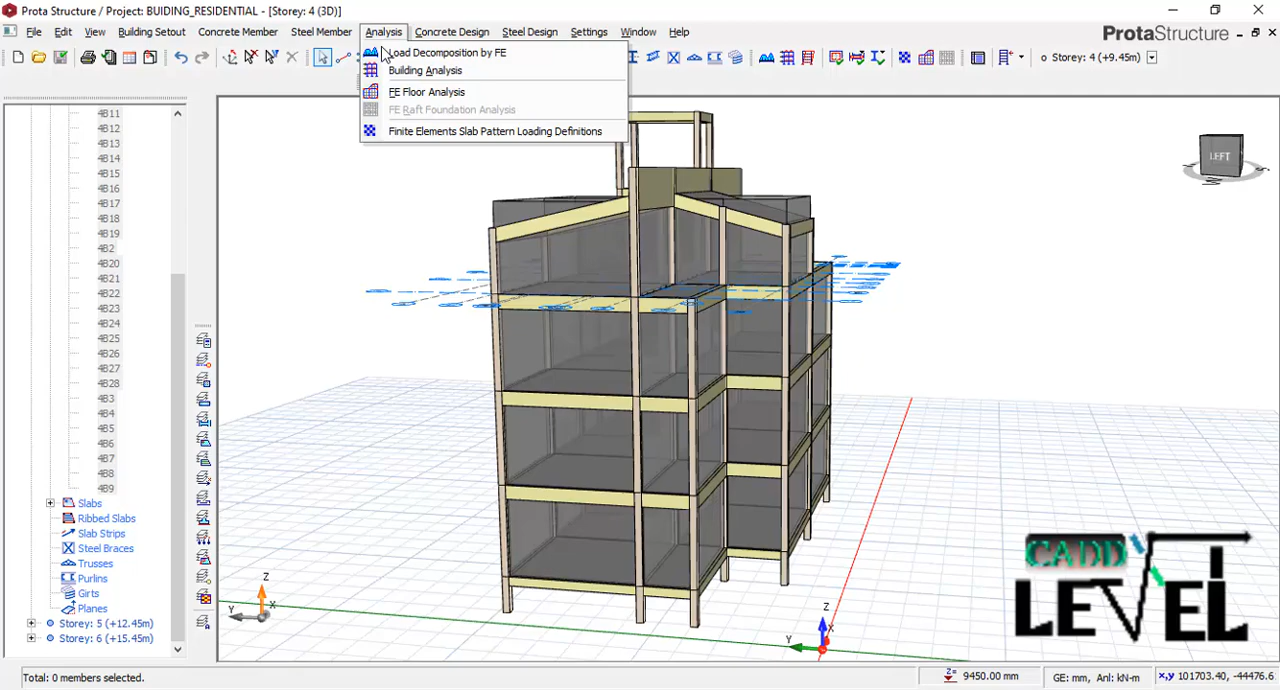 Prota Structure / Project: BUIDING_RESIDENTIAL - [Storey: 4 (3D)]
File Edit View Building Setout Concrete Member Steel Member Analysis Concrete Design Steel Design Settings Window Help
ProtaStructure
Storey: 4 (+9.45m)
Load Decomposition by FE
Building Analysis
FE Floor Analysis
FE Raft Foundation Analysis
Finite Elements Slab Pattern Loading Definitions
4B11
4B12
4B13
4B14
4B15
4B16
4B17
4B18
4B19
4B2
4B20
4B21
4B22
4B23
4B24
4B25
4B26
4B27
4B28
4B3
4B4
4B5
4B6
4B7
4B8
4B9
Slabs
Ribbed Slabs
Slab Strips
Steel Braces
Trusses
Purlins
Girts
Planes
Storey: 5 (+12.45m)
Storey: 6 (+15.45m)
LEFT
Z
Y
X
Z
Y
X
CADD
LEVEL
Total: 0 members selected.
9450.00 mm
GE: mm, Anl: kN-m
x,y 101703.40, -44476.6